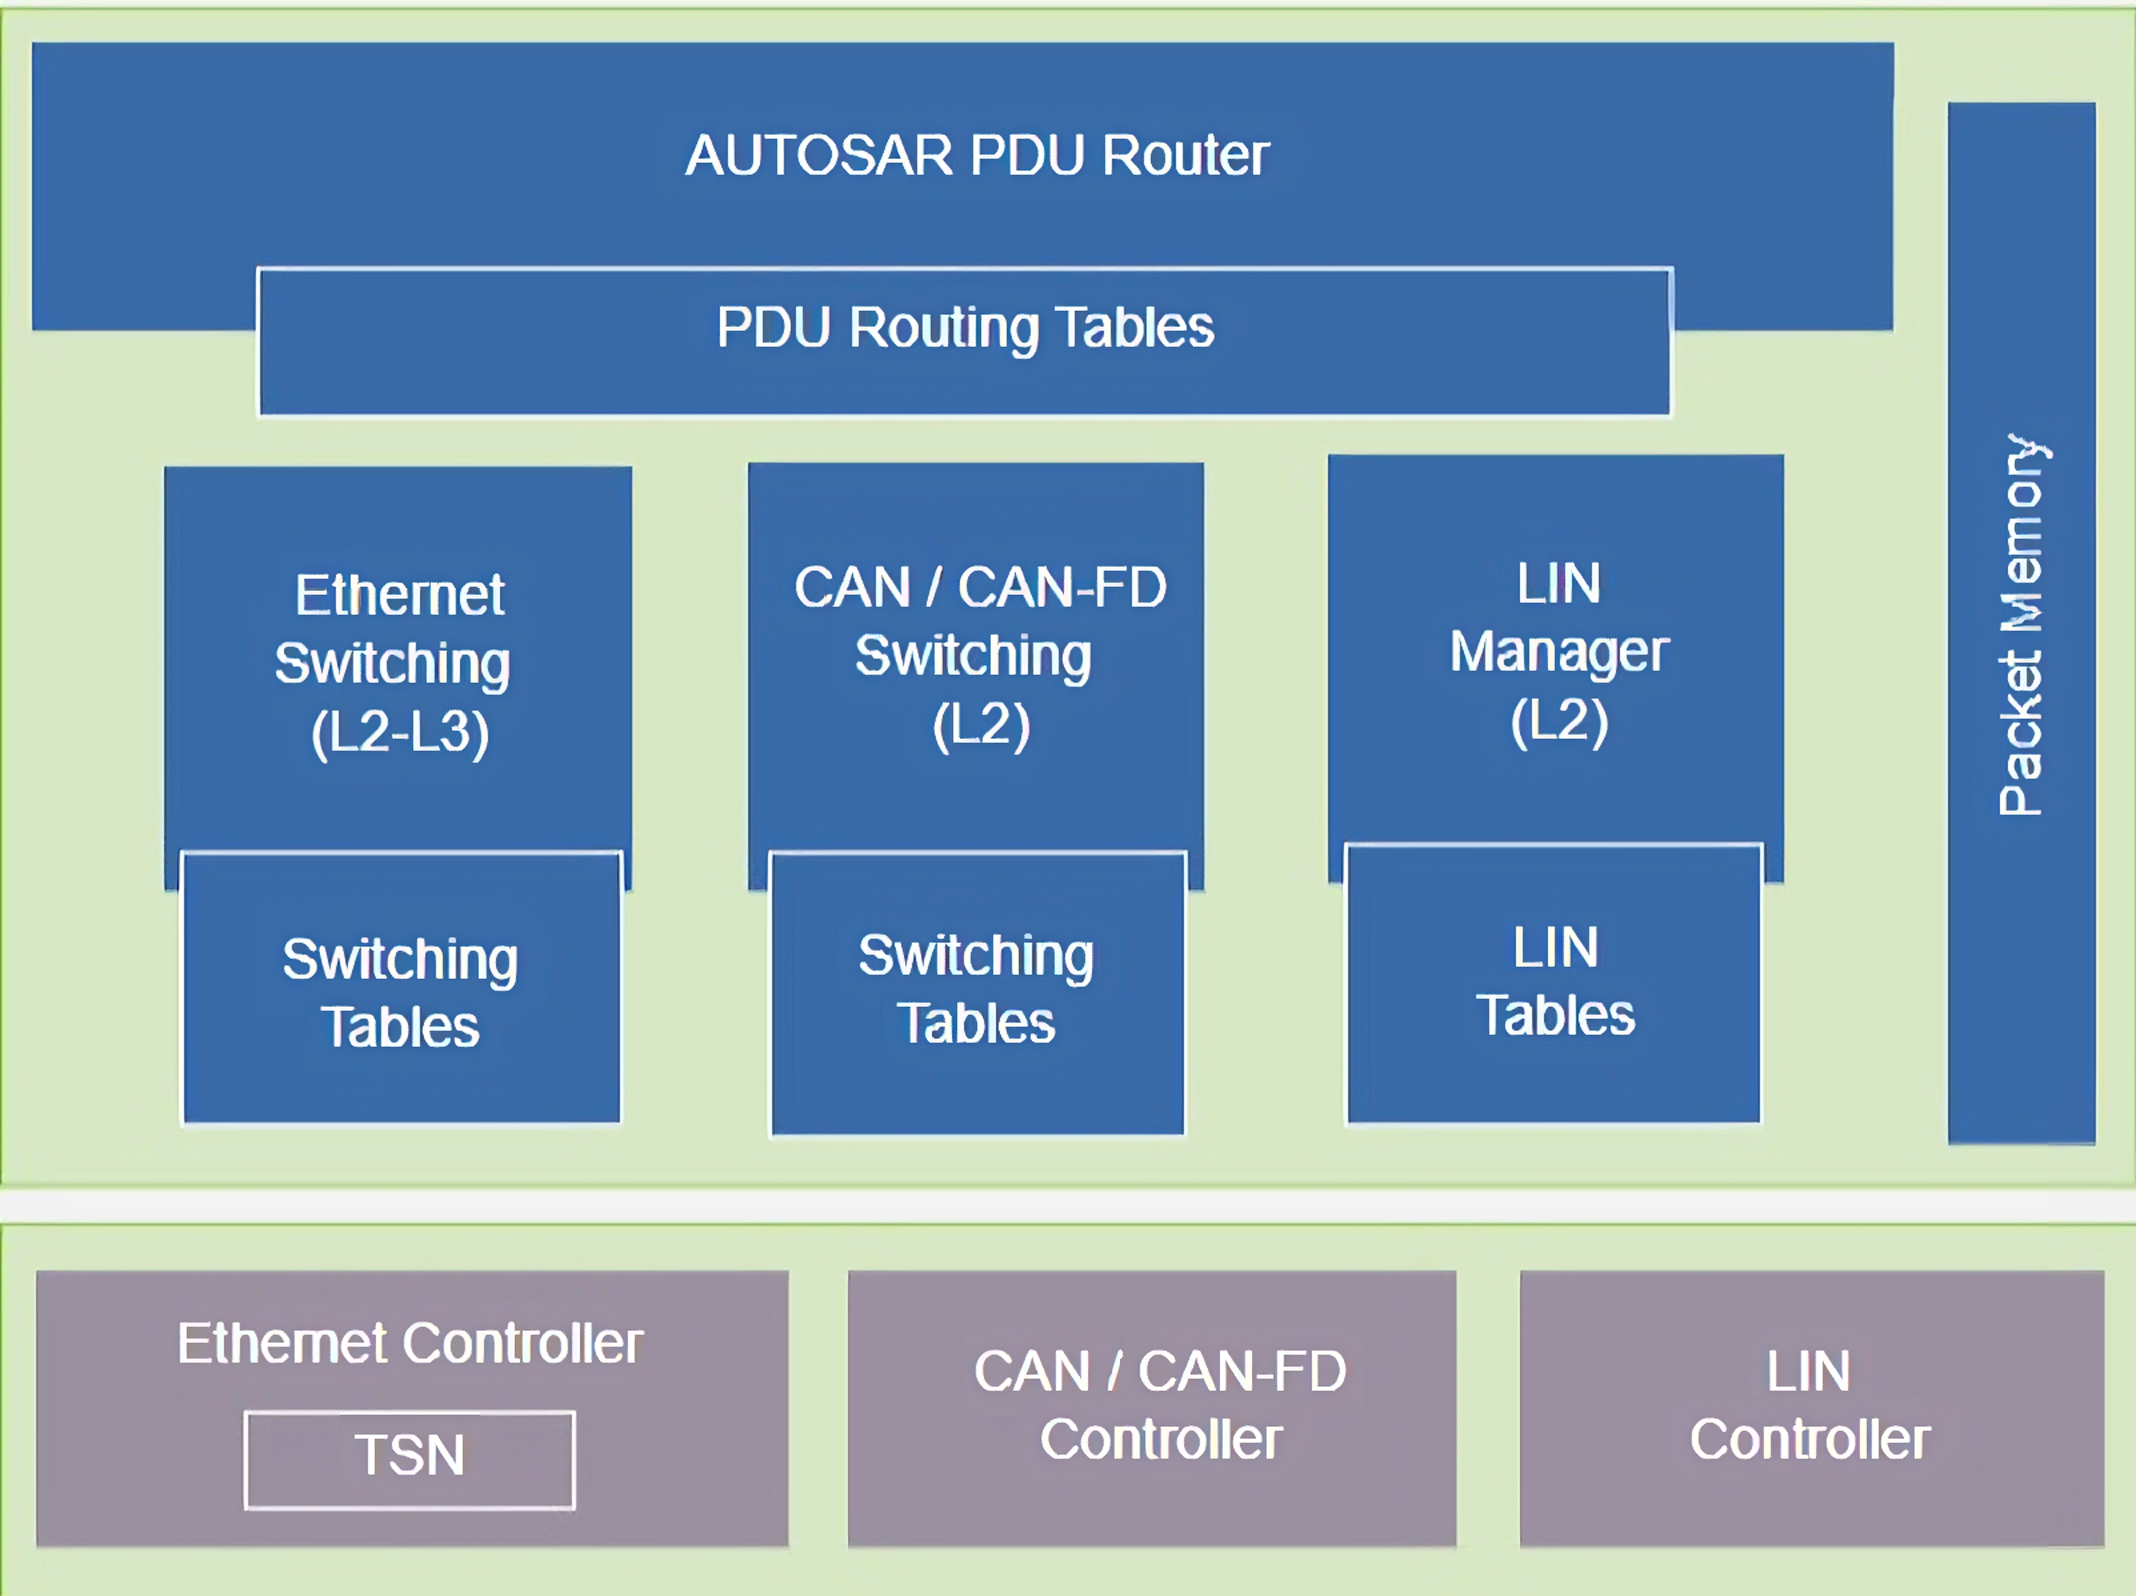 AUTOSAR PDU Router
PDU Routing Tables
Ethernet
Switching
(L2-L3)
CAN / CAN-FD
Switching
(L2)
LIN
Manager
(L2)
Switching
Tables
Switching
Tables
LIN
Tables
Packet Memory
Ethernet Controller
TSN
CAN / CAN-FD
Controller
LIN
Controller